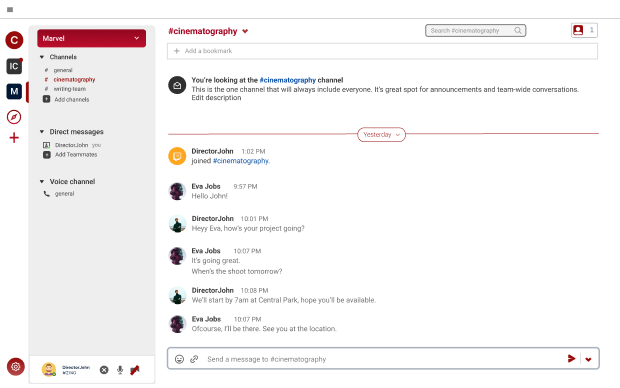 C
IC
M
Marvel
Channels
# general
# cinematography
# writing-team
Add channels
Direct messages
DirectorJohn you
Add Teammates
Voice channel
general
DirectorJohn
#2140
#cinematography
Search #cinematography
1
+ Add a bookmark
You're looking at the #cinematography channel
This is the one channel that will always include everyone. It's great spot for announcements and team-wide conversations.
Edit description
Yesterday
DirectorJohn 1:02 PM
joined #cinematography.
Eva Jobs 9:57 PM
Hello John!
DirectorJohn 10:01 PM
Heyy Eva, how's your project going?
Eva Jobs 10:07 PM
It's going great.
When's the shoot tomorrow?
DirectorJohn 10:08 PM
We'll start by 7am at Central Park, hope you'll be available.
Eva Jobs 10:07 PM
Ofcourse, I'll be there. See you at the location.
Send a message to #cinematography